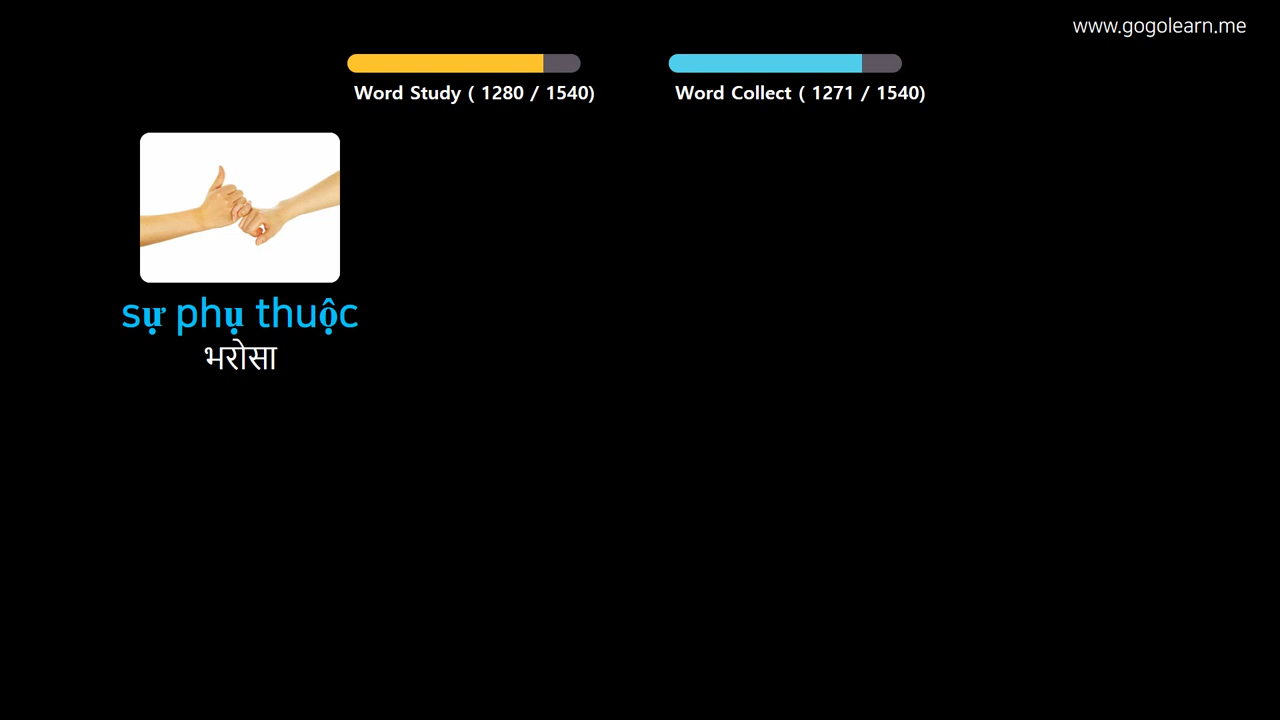 www.gogolearn.me
Word Study ( 1280 / 1540)
Word Collect ( 1271 / 1540)
sự phụ thuộc
भरोसा